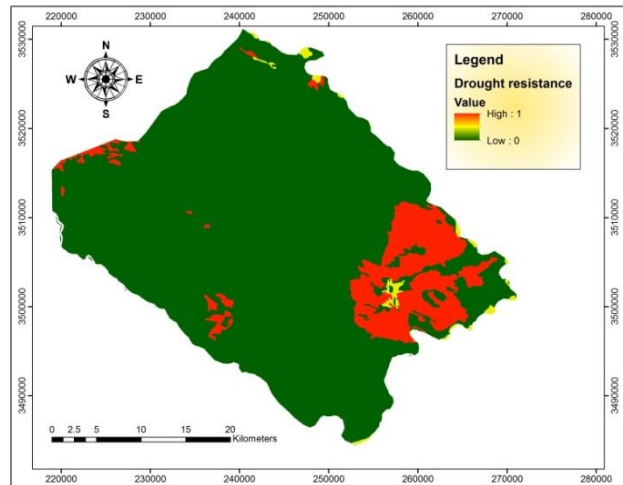 220000 230000 240000 250000 260000 270000 280000
3530000
3520000
3510000
3500000
3490000
N
W E
S
Legend
Drought resistance
Value
High : 1
Low : 0
3530000
3520000
3510000
3500000
3490000
0 2.5 5 10 15 20
Kilometers
220000 230000 240000 250000 260000 270000 280000